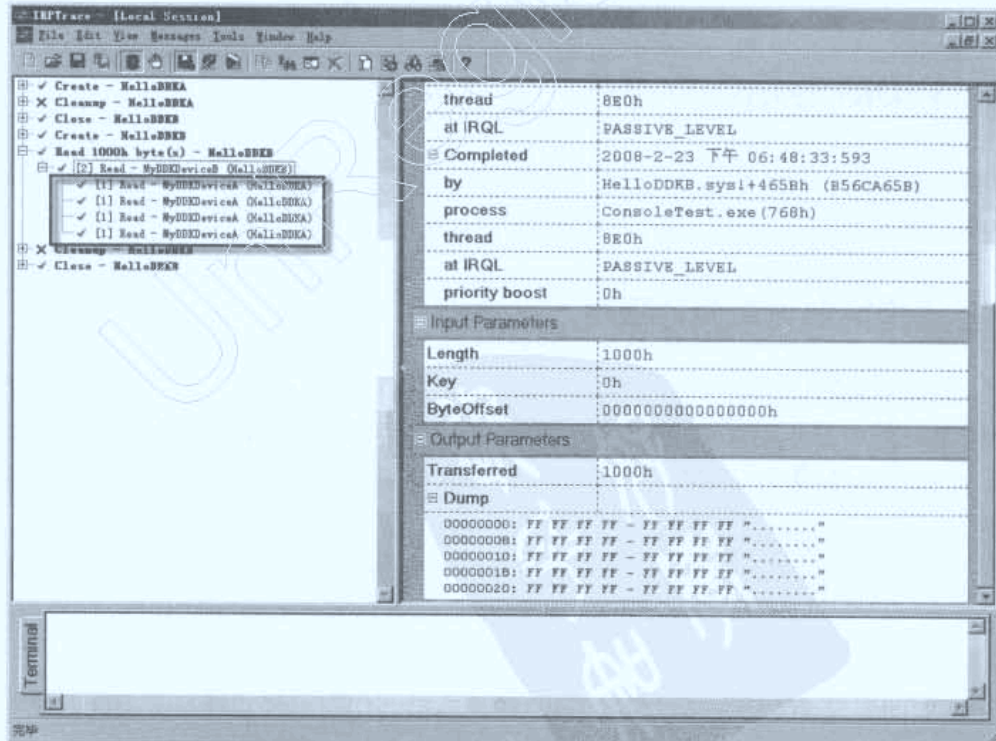 IRPTrace - [Local Session]
File Edit View Messages Tools Window Help
Create - HelloDDKA
Cleanup - HelloDDKA
Close - HelloDDKB
Create - HelloDDKB
Read 1000h byte(s) - HelloDDKB
[2] Read - MyDDKDeviceB (HelloDDKB)
[1] Read - MyDDKDeviceA (HelloDDKA)
[1] Read - MyDDKDeviceA (HelloDDKA)
[1] Read - MyDDKDeviceA (HelloDDKA)
[1] Read - MyDDKDeviceA (HelloDDKA)
Cleanup - HelloDDKB
Close - HelloDDKB
thread 8E0h
at IRQL PASSIVE_LEVEL
Completed 2008-2-23 下午 06:48:33:593
by HelloDDKB.sys!+465Bh (B56CA65B)
process ConsoleTest.exe(768h)
thread 8E0h
at IRQL PASSIVE_LEVEL
priority boost 0h
Input Parameters
Length 1000h
Key 0h
ByteOffset 0000000000000000h
Output Parameters
Transferred 1000h
Dump
00000000: FF FF FF FF - FF FF FF FF "........"
00000008: FF FF FF FF - FF FF FF FF "........"
00000010: FF FF FF FF - FF FF FF FF "........"
00000018: FF FF FF FF - FF FF FF FF "........"
00000020: FF FF FF FF - FF FF FF FF "........"
Terminal
完毕